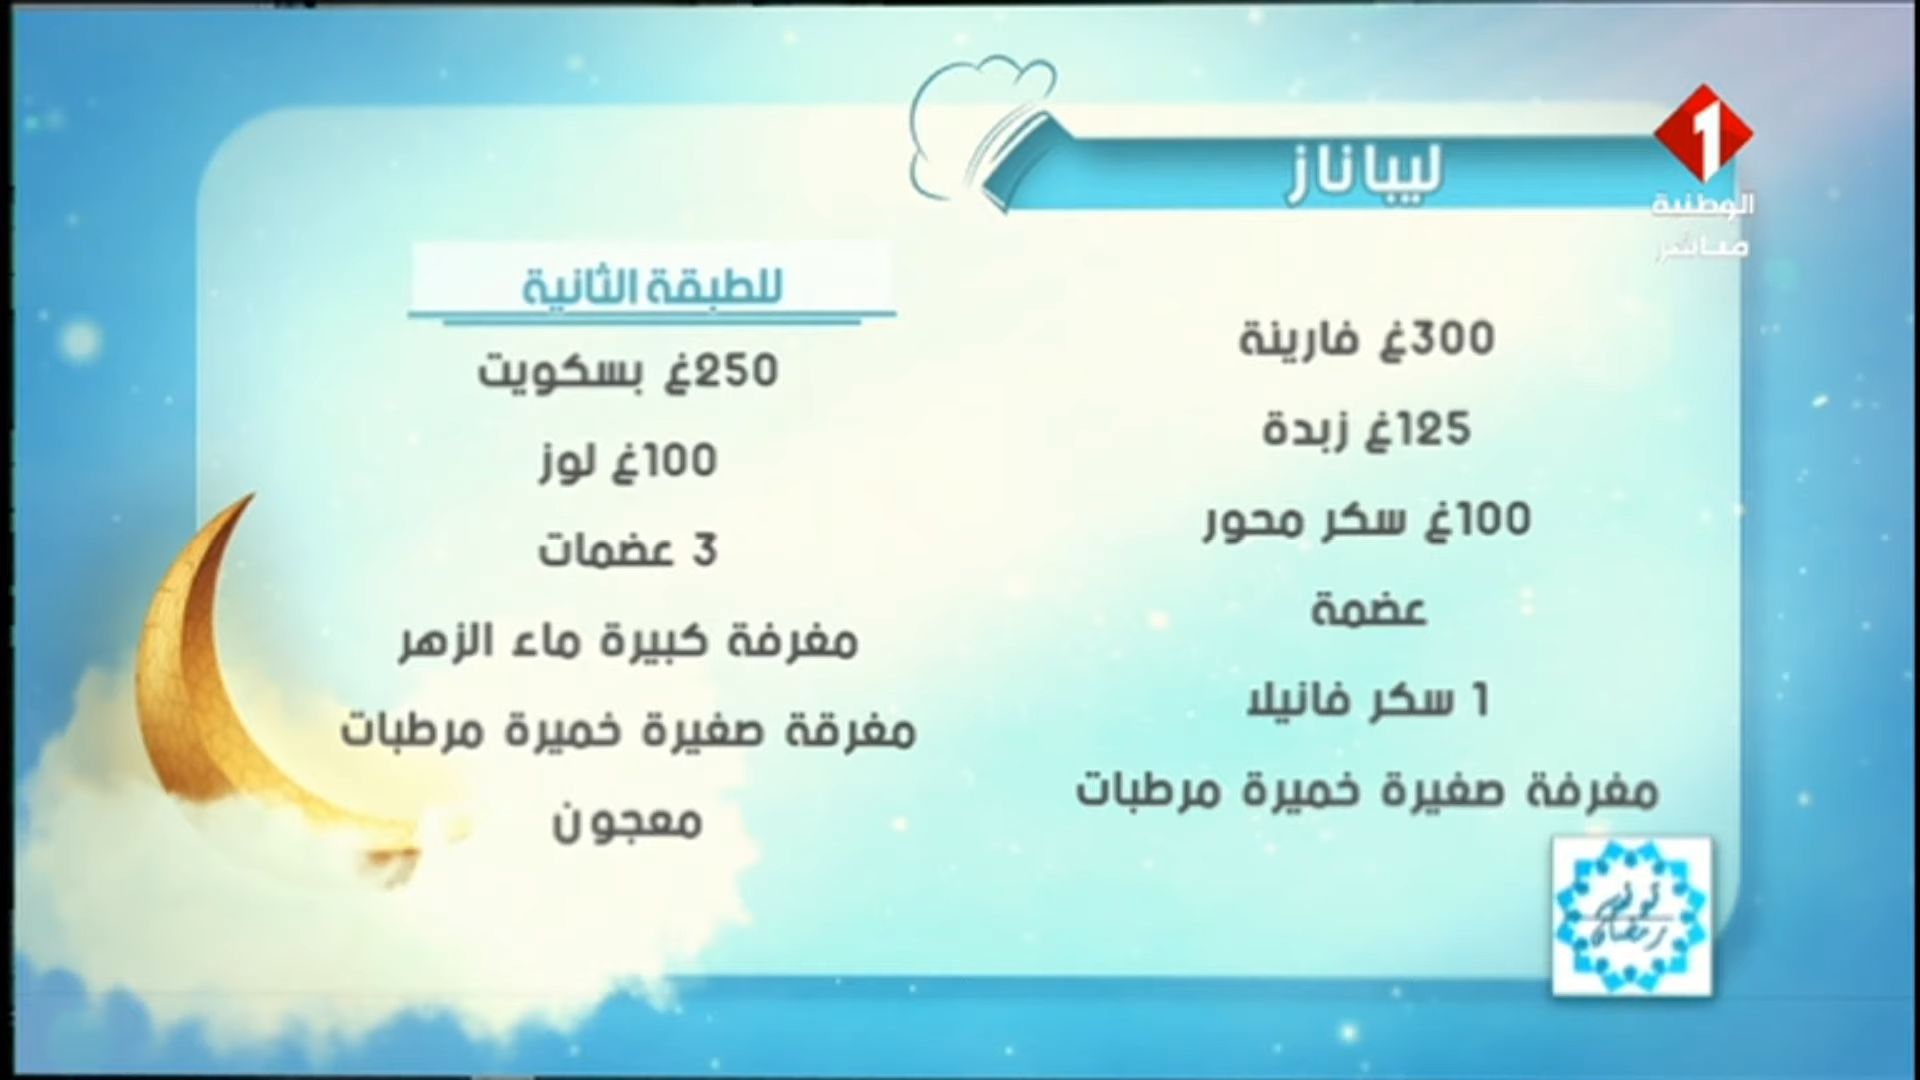 ليباناز
الوطنية
مباشر
300غ فارينة
125غ زبدة
100غ سكر محور
عضمة
1 سكر فانيلا
مغرفة صغيرة خميرة مرطبات
للطبقة الثانية
250غ بسكويت
100غ لوز
3 عضمات
مغرفة كبيرة ماء الزهر
مغرقة صغيرة خميرة مرطبات
معجون
رمضان